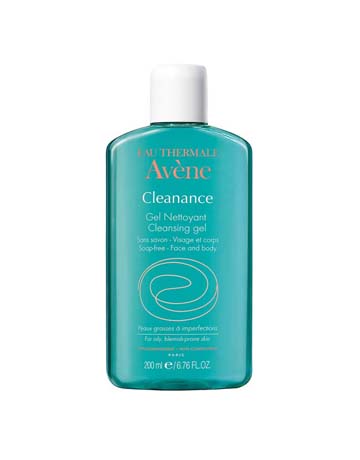 EAU THERMALE
Avène
Cleanance
Gel Nettoyant
Cleansing gel
Sans savon - Visage et corps
Soap-free - Face and body
Peaux grasses à imperfections
For oily, blemish-prone skin
PARIS
200 ml e/6.76 FL.OZ.